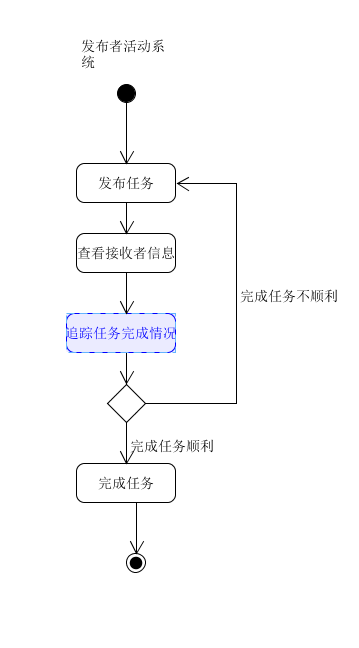 发布者活动系
统
发布任务
查看接收者信息
完成任务不顺利
追踪任务完成情况
完成任务顺利
完成任务